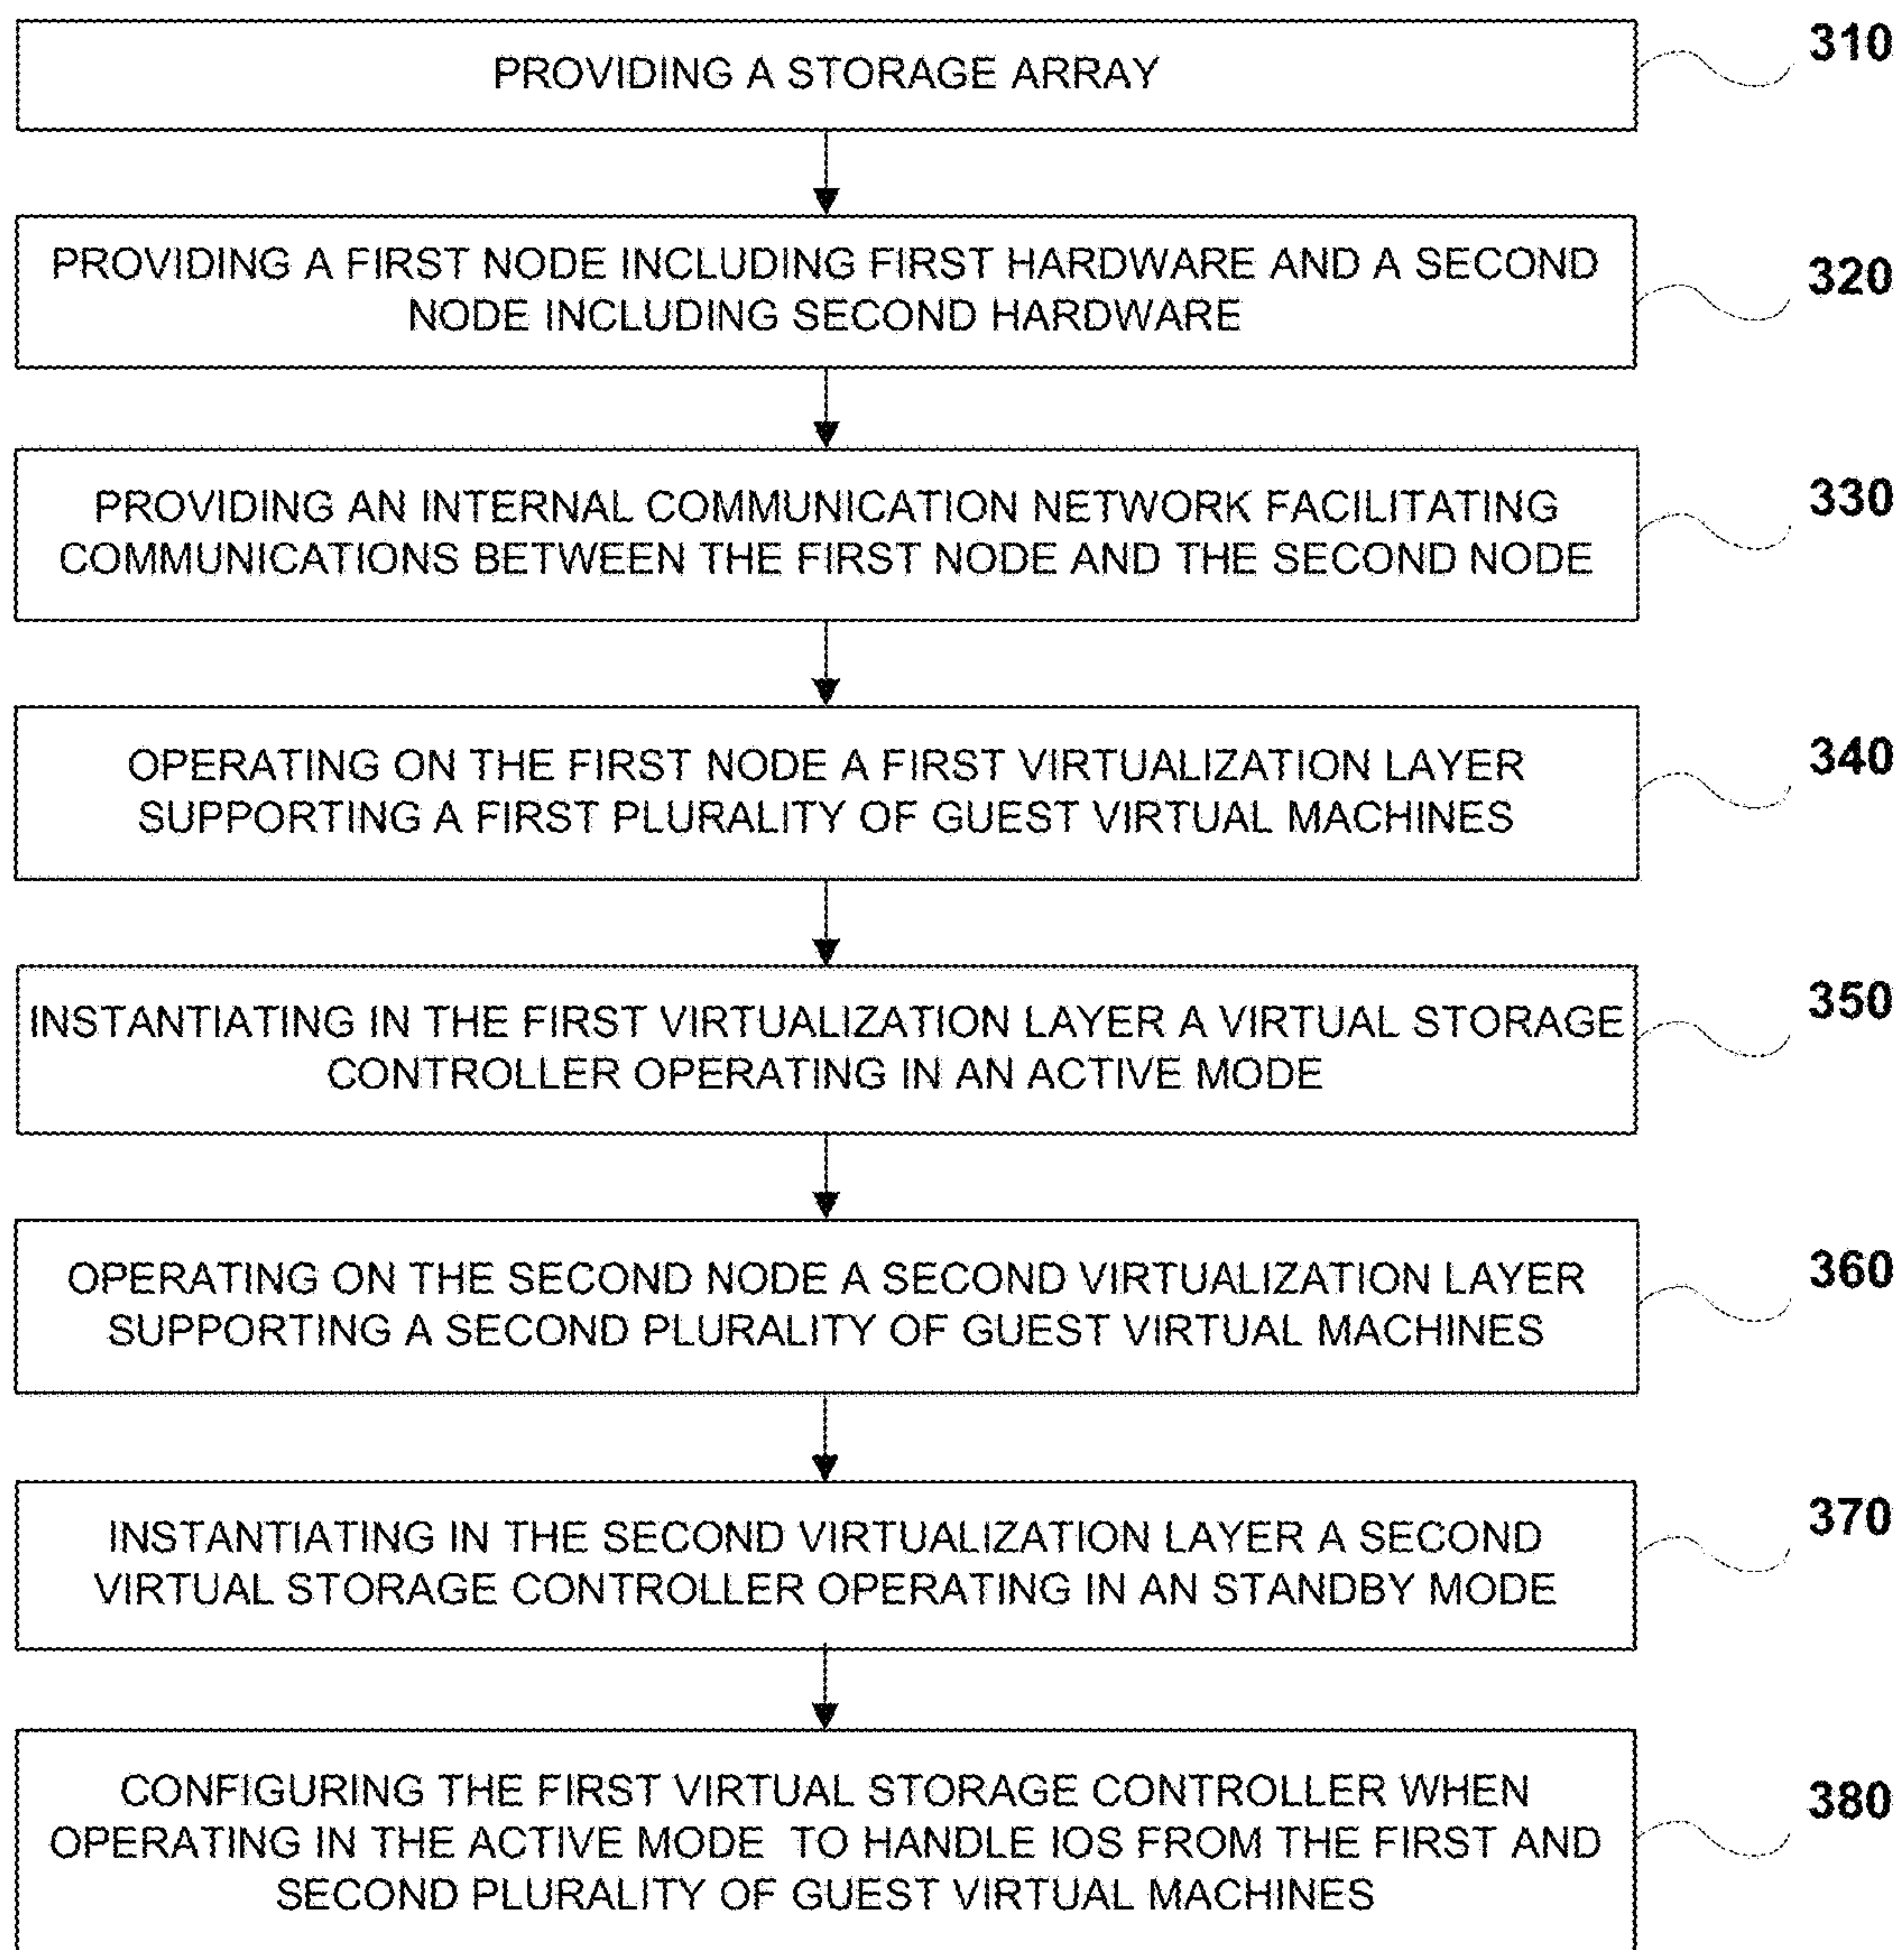 PROVIDING A STORAGE ARRAY
310
PROVIDING A FIRST NODE INCLUDING FIRST HARDWARE AND A SECOND
NODE INCLUDING SECOND HARDWARE
320
PROVIDING AN INTERNAL COMMUNICATION NETWORK FACILITATING
COMMUNICATIONS BETWEEN THE FIRST NODE AND THE SECOND NODE
330
OPERATING ON THE FIRST NODE A FIRST VIRTUALIZATION LAYER
SUPPORTING A FIRST PLURALITY OF GUEST VIRTUAL MACHINES
340
INSTANTIATING IN THE FIRST VIRTUALIZATION LAYER A VIRTUAL STORAGE
CONTROLLER OPERATING IN AN ACTIVE MODE
350
OPERATING ON THE SECOND NODE A SECOND VIRTUALIZATION LAYER
SUPPORTING A SECOND PLURALITY OF GUEST VIRTUAL MACHINES
360
INSTANTIATING IN THE SECOND VIRTUALIZATION LAYER A SECOND
VIRTUAL STORAGE CONTROLLER OPERATING IN AN STANDBY MODE
370
CONFIGURING THE FIRST VIRTUAL STORAGE CONTROLLER WHEN
OPERATING IN THE ACTIVE MODE TO HANDLE IOS FROM THE FIRST AND
SECOND PLURALITY OF GUEST VIRTUAL MACHINES
380